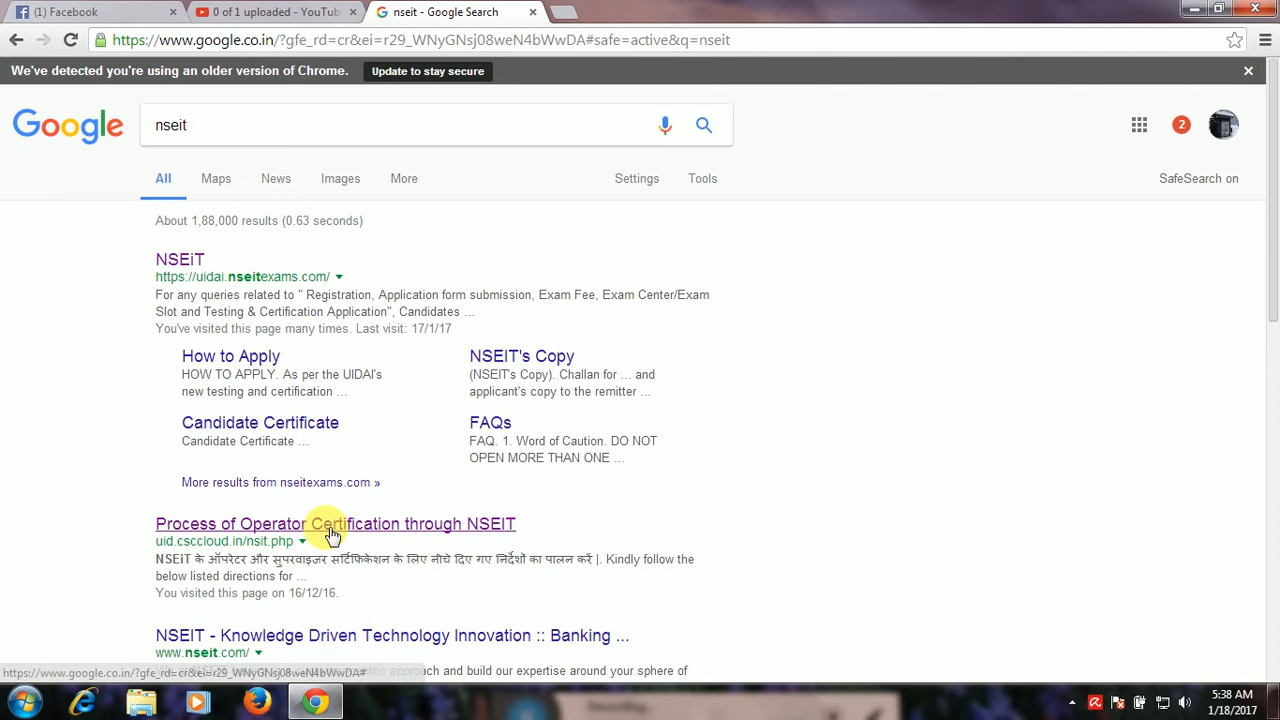 (1) Facebook
0 of 1 uploaded - YouTub
nseit - Google Search
https://www.google.co.in/?gfe_rd=cr&ei=r29_WNyGNsj08weN4bWwDA#safe=active&q=nseit
We've detected you're using an older version of Chrome. Update to stay secure
Google
nseit
2
All Maps News Images More Settings Tools SafeSearch on
About 1,88,000 results (0.63 seconds)
NSEiT
https://uidai.nseitexams.com/
For any queries related to " Registration, Application form submission, Exam Fee, Exam Center/Exam
Slot and Testing & Certification Application", Candidates ...
You've visited this page many times. Last visit: 17/1/17
How to Apply
HOW TO APPLY. As per the UIDAI's
new testing and certification ...
NSEIT's Copy
(NSEIT's Copy). Challan for ... and
applicant's copy to the remitter ...
Candidate Certificate
Candidate Certificate ...
FAQs
FAQ. 1. Word of Caution. DO NOT
OPEN MORE THAN ONE ...
More results from nseitexams.com »
Process of Operator Certification through NSEIT
uid.csccloud.in/nsit.php
NSEiT के ऑपरेटर और सुपरवाइजर सर्टिफिकेशन के लिए नीचे दिए गए निर्देशों का पालन करें |. Kindly follow the
below listed directions for ...
You visited this page on 16/12/16.
NSEIT - Knowledge Driven Technology Innovation :: Banking ...
www.nseit.com/
ntric approach and build our expertise around your sphere of
https://www.google.co.in/?gfe_rd=cr&ei=r29_WNyGNsj08weN4bWwDA#
5:38 AM
1/18/2017